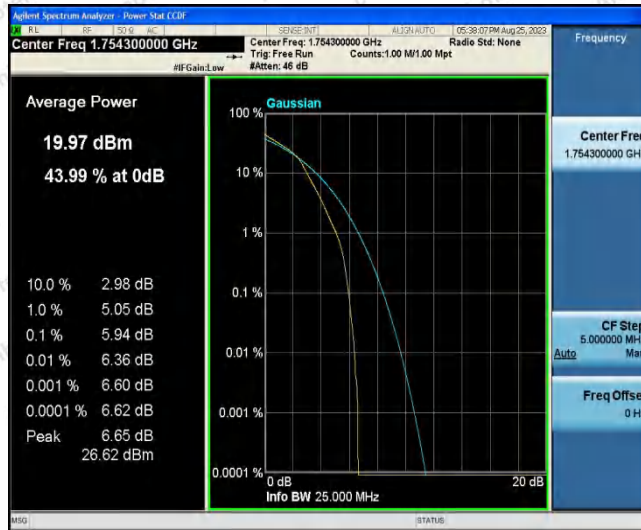 Agilent Spectrum Analyzer - Power Stat CCDF
RL RF 50 Ω AC SENSE:INT ALIGN AUTO 05:38:07 PM Aug 25, 2023
Center Freq 1.754300000 GHz
Center Freq: 1.754300000 GHz Radio Std: None
Trig: Free Run Counts:1.00 M/1.00 Mpt
#IFGain:Low #Atten: 46 dB
Frequency
Average Power
19.97 dBm
43.99 % at 0dB
10.0 % 2.98 dB
1.0 % 5.05 dB
0.1 % 5.94 dB
0.01 % 6.36 dB
0.001 % 6.60 dB
0.0001 % 6.62 dB
Peak 6.65 dB
26.62 dBm
Gaussian
100 %
10 %
1 %
0.1 %
0.01 %
0.001 %
0.0001 %
0 dB 20 dB
Info BW 25.000 MHz
Center Fre
1.754300000 GH
CF Step
5.000000 MH
Auto Ma
Freq Offse
0 H
MSG STATUS